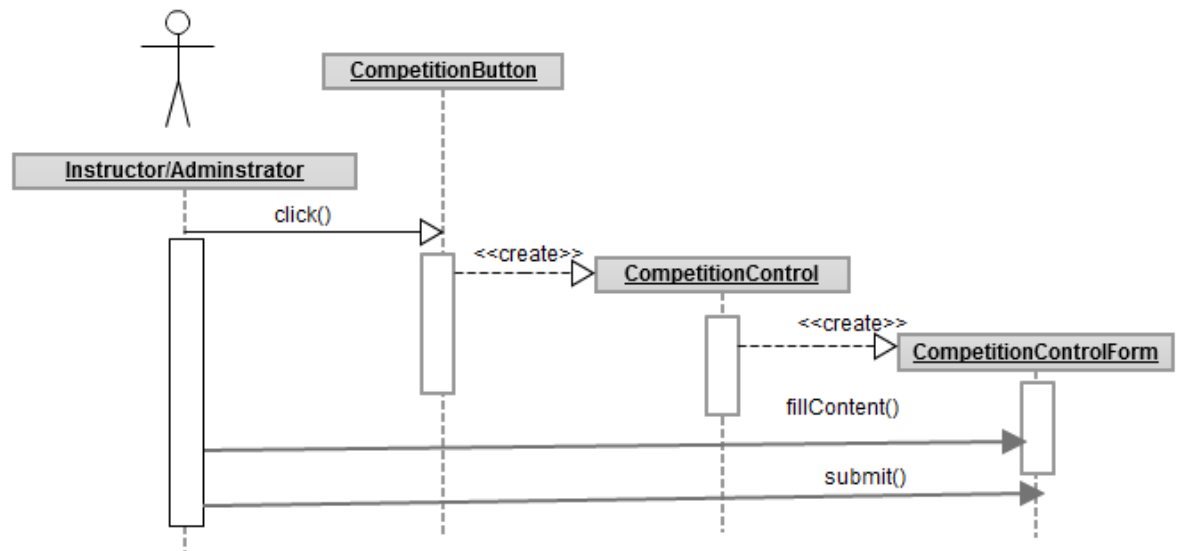 CompetitionButton
Instructor/Adminstrator
click()
<<create>>
CompetitionControl
<<create>>
CompetitionControlForm
fillContent()
submit()